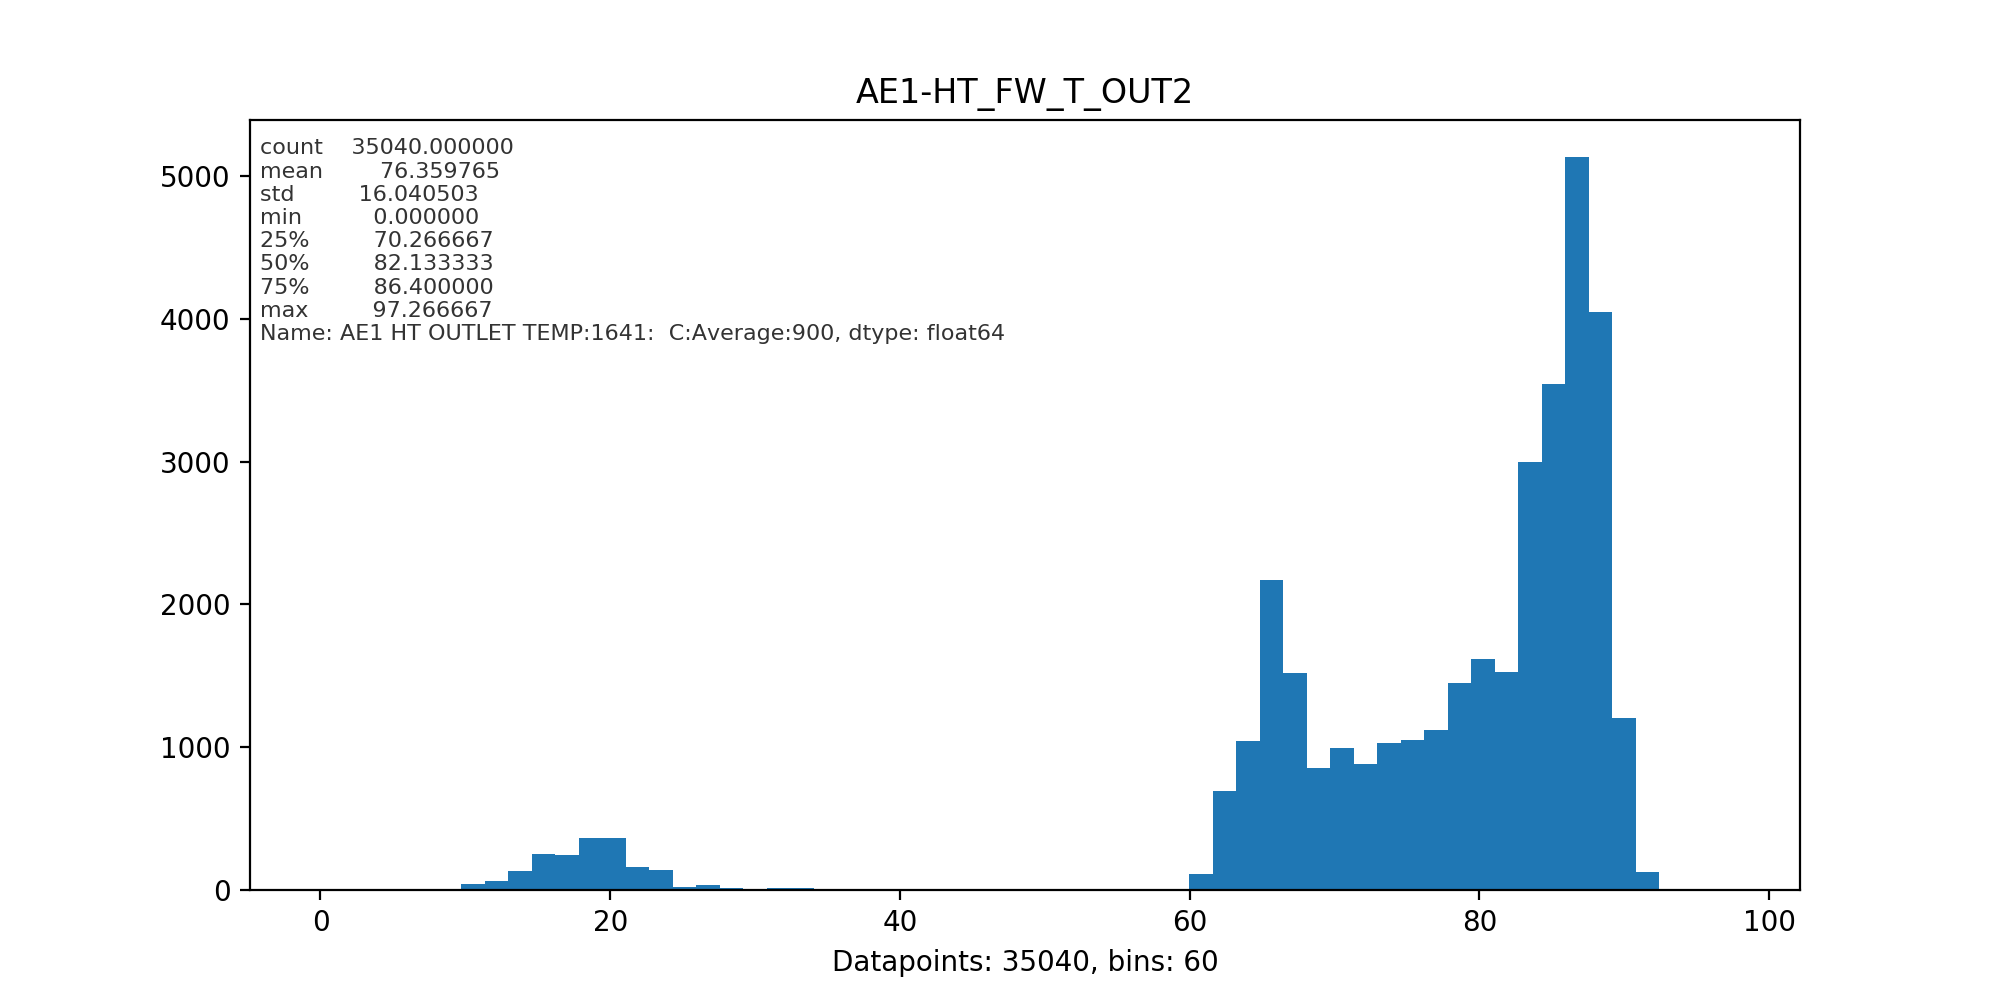 AE1-HT_FW_T_OUT2
count 35040.000000
mean 76.359765
std 16.040503
min 0.000000
25% 70.266667
50% 82.133333
75% 86.400000
max 97.266667
Name: AE1 HT OUTLET TEMP:1641: C:Average:900, dtype: float64
5000
4000
3000
2000
1000
0
0 20 40 60 80 100
Datapoints: 35040, bins: 60